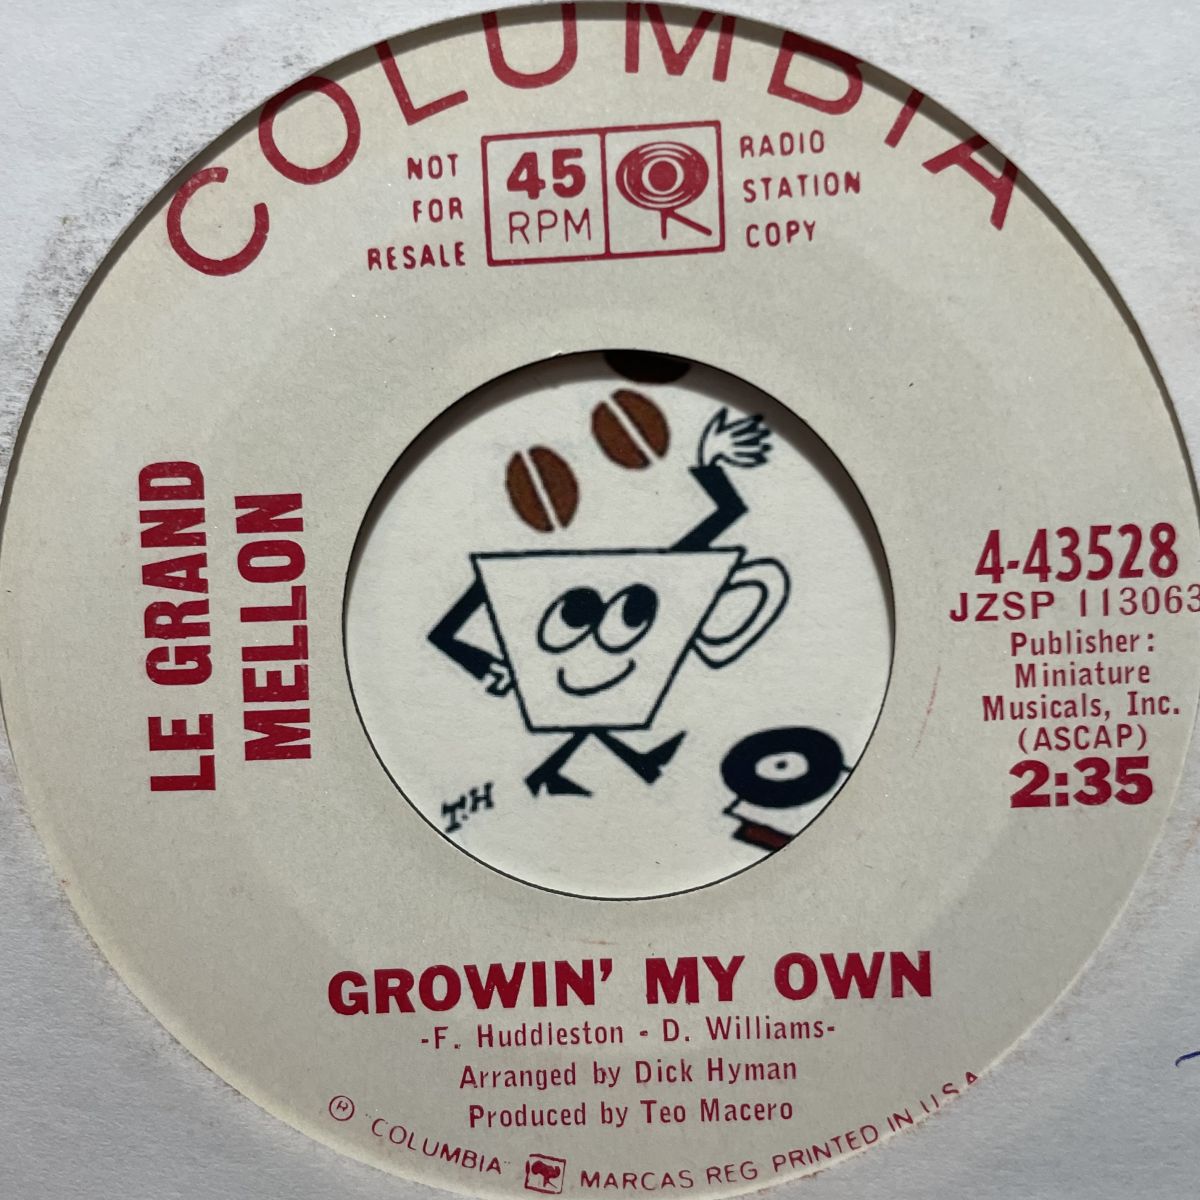 COLUMBIA
NOT
FOR
RESALE
45
RPM
RADIO
STATION
COPY
LE GRAND
MELLON
4-43528
JZSP 113063
Publisher:
Miniature
Musicals, Inc.
(ASCAP)
2:35
T.H
GROWIN' MY OWN
-F. Huddleston - D. Williams-
Arranged by Dick Hyman
Produced by Teo Macero
® "COLUMBIA" MARCAS REG PRINTED IN U S A